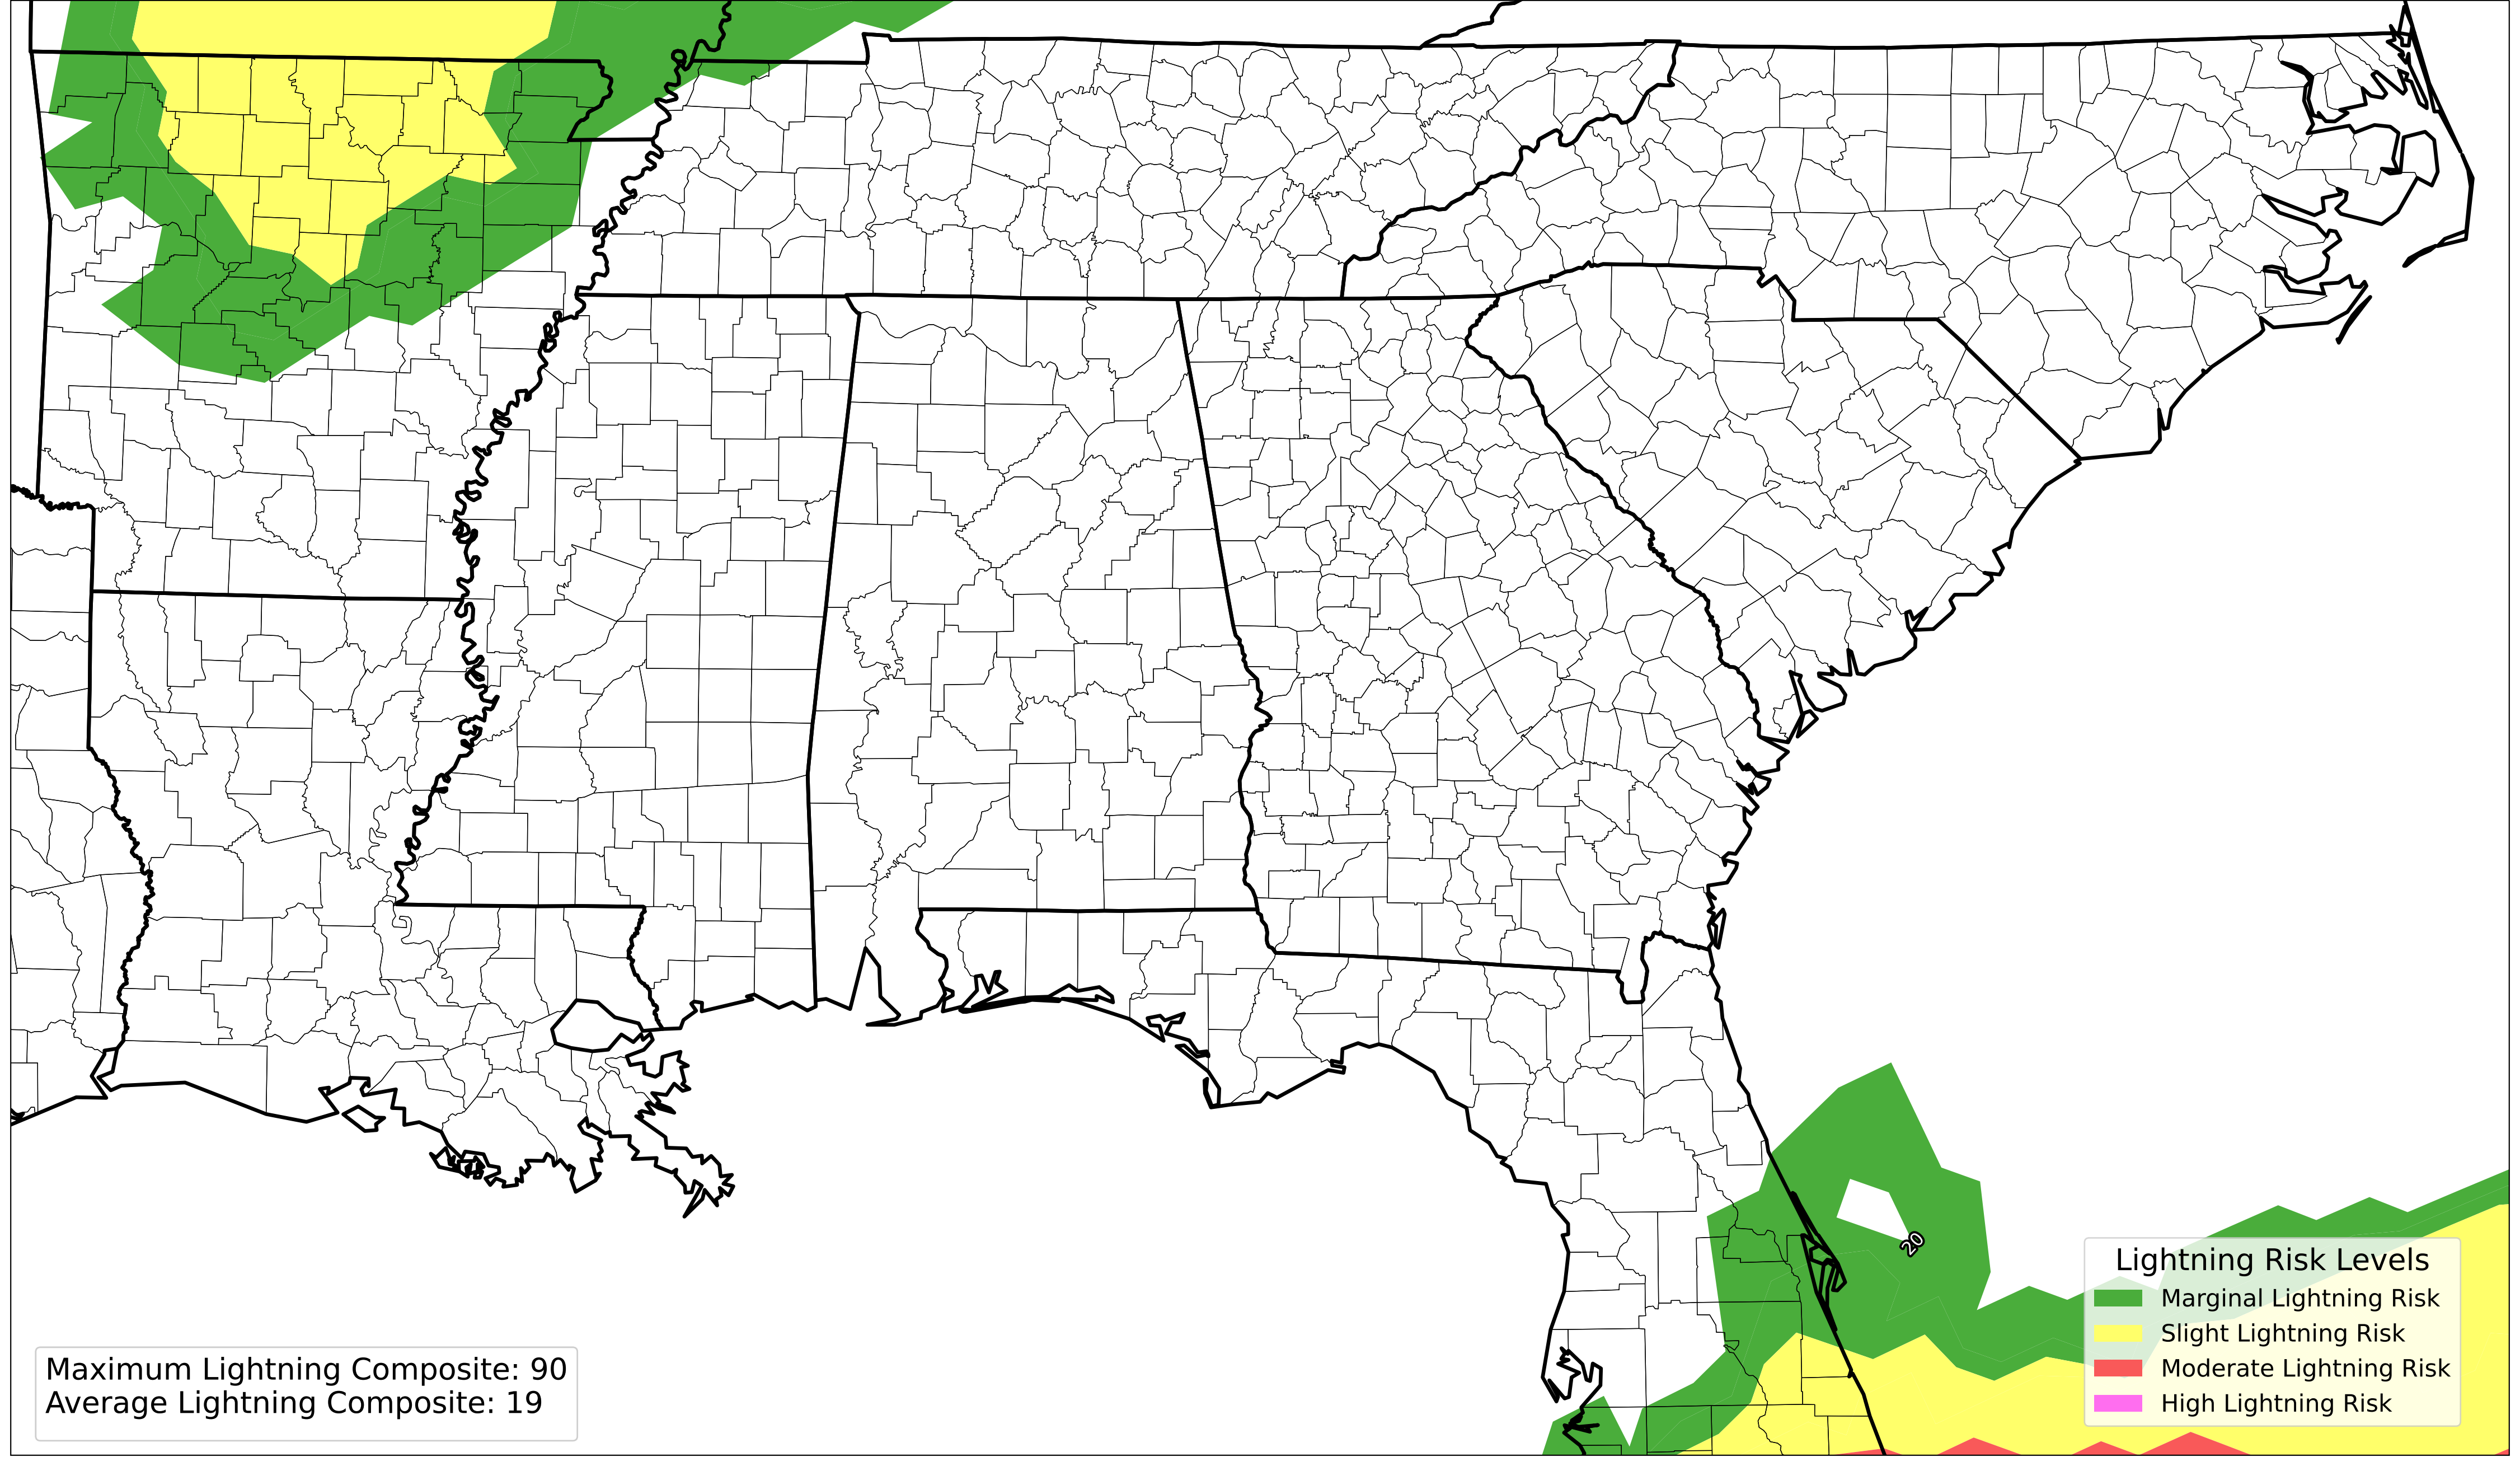 20
Lightning Risk Levels
Marginal Lightning Risk
Slight Lightning Risk
Moderate Lightning Risk
High Lightning Risk
Maximum Lightning Composite: 90
Average Lightning Composite: 19